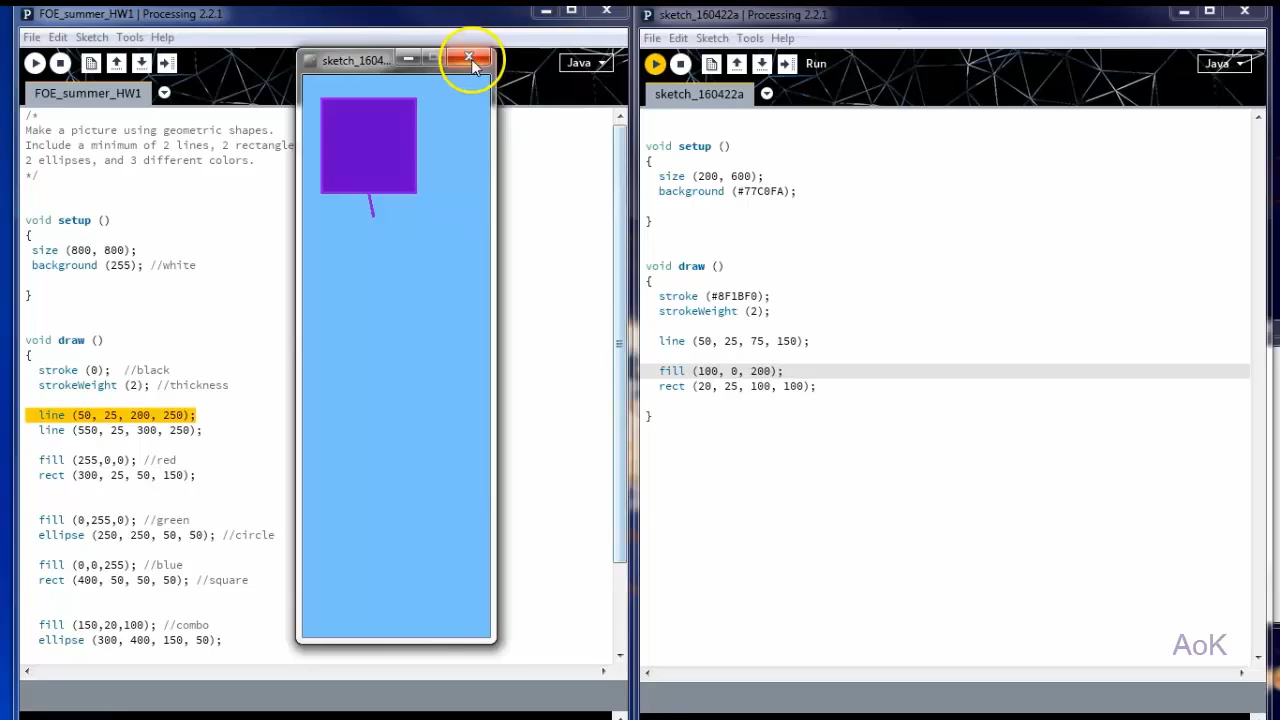 FOE_summer_HW1 | Processing 2.2.1
File Edit Sketch Tools Help
Java
FOE_summer_HW1
/*
Make a picture using geometric shapes.
Include a minimum of 2 lines, 2 rectangle
2 ellipses, and 3 different colors.
*/
void setup ()
{
size (800, 800);
background (255); //white
}
void draw ()
{
stroke (0); //black
strokeWeight (2); //thickness
line (50, 25, 200, 250);
line (550, 25, 300, 250);
fill (255,0,0); //red
rect (300, 25, 50, 150);
fill (0,255,0); //green
ellipse (250, 250, 50, 50); //circle
fill (0,0,255); //blue
rect (400, 50, 50, 50); //square
fill (150,20,100); //combo
ellipse (300, 400, 150, 50);
sketch_1604...
sketch_160422a | Processing 2.2.1
File Edit Sketch Tools Help
Run
Java
sketch_160422a
void setup ()
{
size (200, 600);
background (#77C0FA);
}
void draw ()
{
stroke (#8F1BF0);
strokeWeight (2);
line (50, 25, 75, 150);
fill (100, 0, 200);
rect (20, 25, 100, 100);
}
AoK